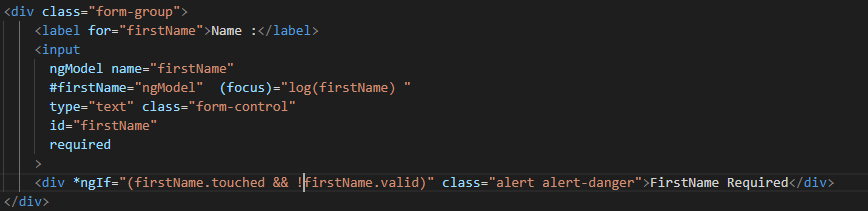 <div class="form-group">
<label for="firstName">Name :</label>
<input
ngModel name="firstName"
#firstName="ngModel"  (focus)="log(firstName) "
type="text" class="form-control"
id="firstName"
required
>
<div *ngIf="(firstName.touched && !firstName.valid)" class="alert alert-danger">FirstName Required</div>
</div>